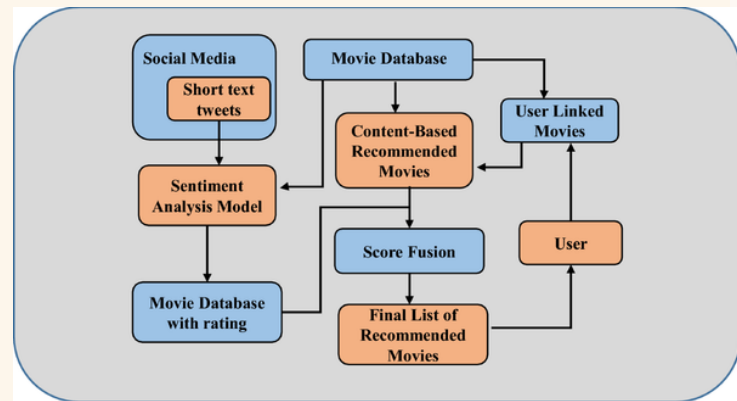 Social Media
Short text
tweets
Movie Database
User Linked
Movies
Content-Based
Recommended
Movies
Sentiment
Analysis Model
Score Fusion
User
Movie Database
with rating
Final List of
Recommended
Movies